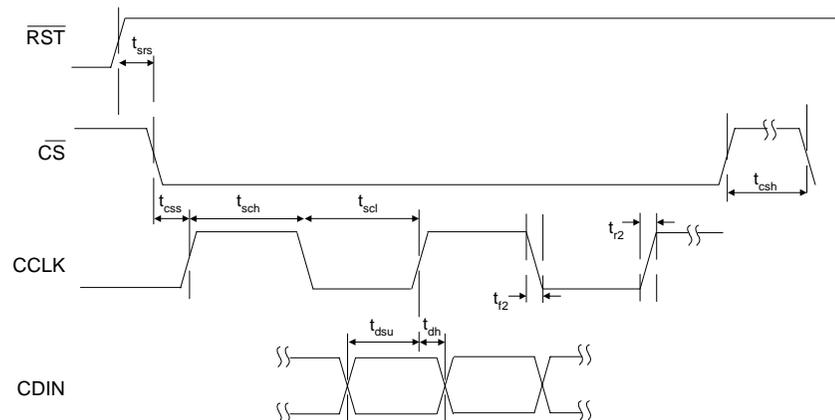 RST
t_srs
CS
t_csh
t_css
t_sch
t_scl
t_r2
CCLK
t_f2
t_dsu
t_dh
CDIN